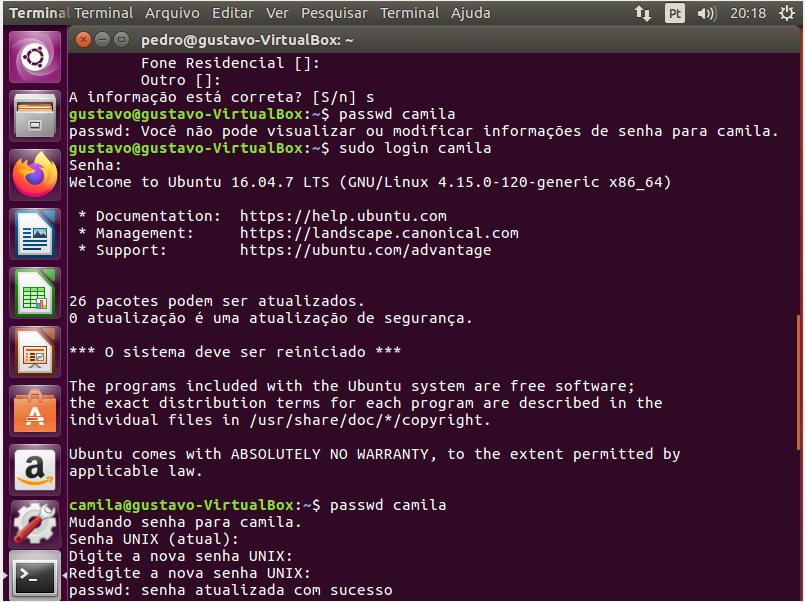 Terminal Terminal Arquivo Editar Ver Pesquisar Terminal Ajuda Pt 20:18
pedro@gustavo-VirtualBox: ~
Fone Residencial []:
Outro []:
A informação está correta? [S/n] s
gustavo@gustavo-VirtualBox:~$ passwd camila
passwd: Você não pode visualizar ou modificar informações de senha para camila.
gustavo@gustavo-VirtualBox:~$ sudo login camila
Senha:
Welcome to Ubuntu 16.04.7 LTS (GNU/Linux 4.15.0-120-generic x86_64)
* Documentation:  https://help.ubuntu.com
* Management:     https://landscape.canonical.com
* Support:        https://ubuntu.com/advantage
26 pacotes podem ser atualizados.
0 atualização é uma atualização de segurança.
*** O sistema deve ser reiniciado ***
The programs included with the Ubuntu system are free software;
the exact distribution terms for each program are described in the
individual files in /usr/share/doc/*/copyright.
Ubuntu comes with ABSOLUTELY NO WARRANTY, to the extent permitted by
applicable law.
camila@gustavo-VirtualBox:~$ passwd camila
Mudando senha para camila.
Senha UNIX (atual):
Digite a nova senha UNIX:
Redigite a nova senha UNIX:
passwd: senha atualizada com sucesso